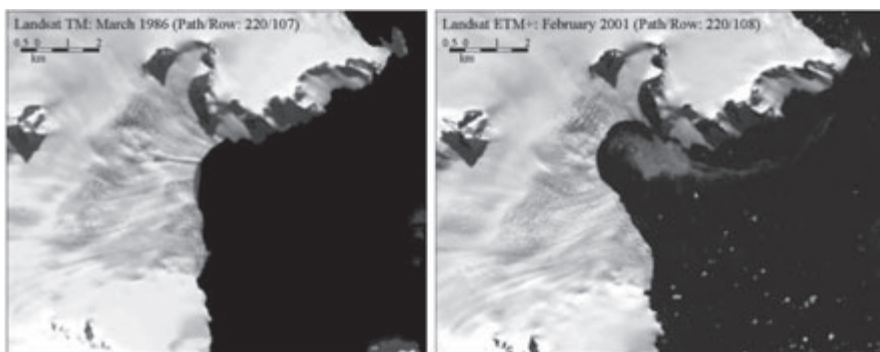 Landsat TM: March 1986 (Path/Row: 220/107)
0.5 0 1 2
km
Landsat ETM+: February 2001 (Path/Row: 220/108)
0.5 0 1 2
km